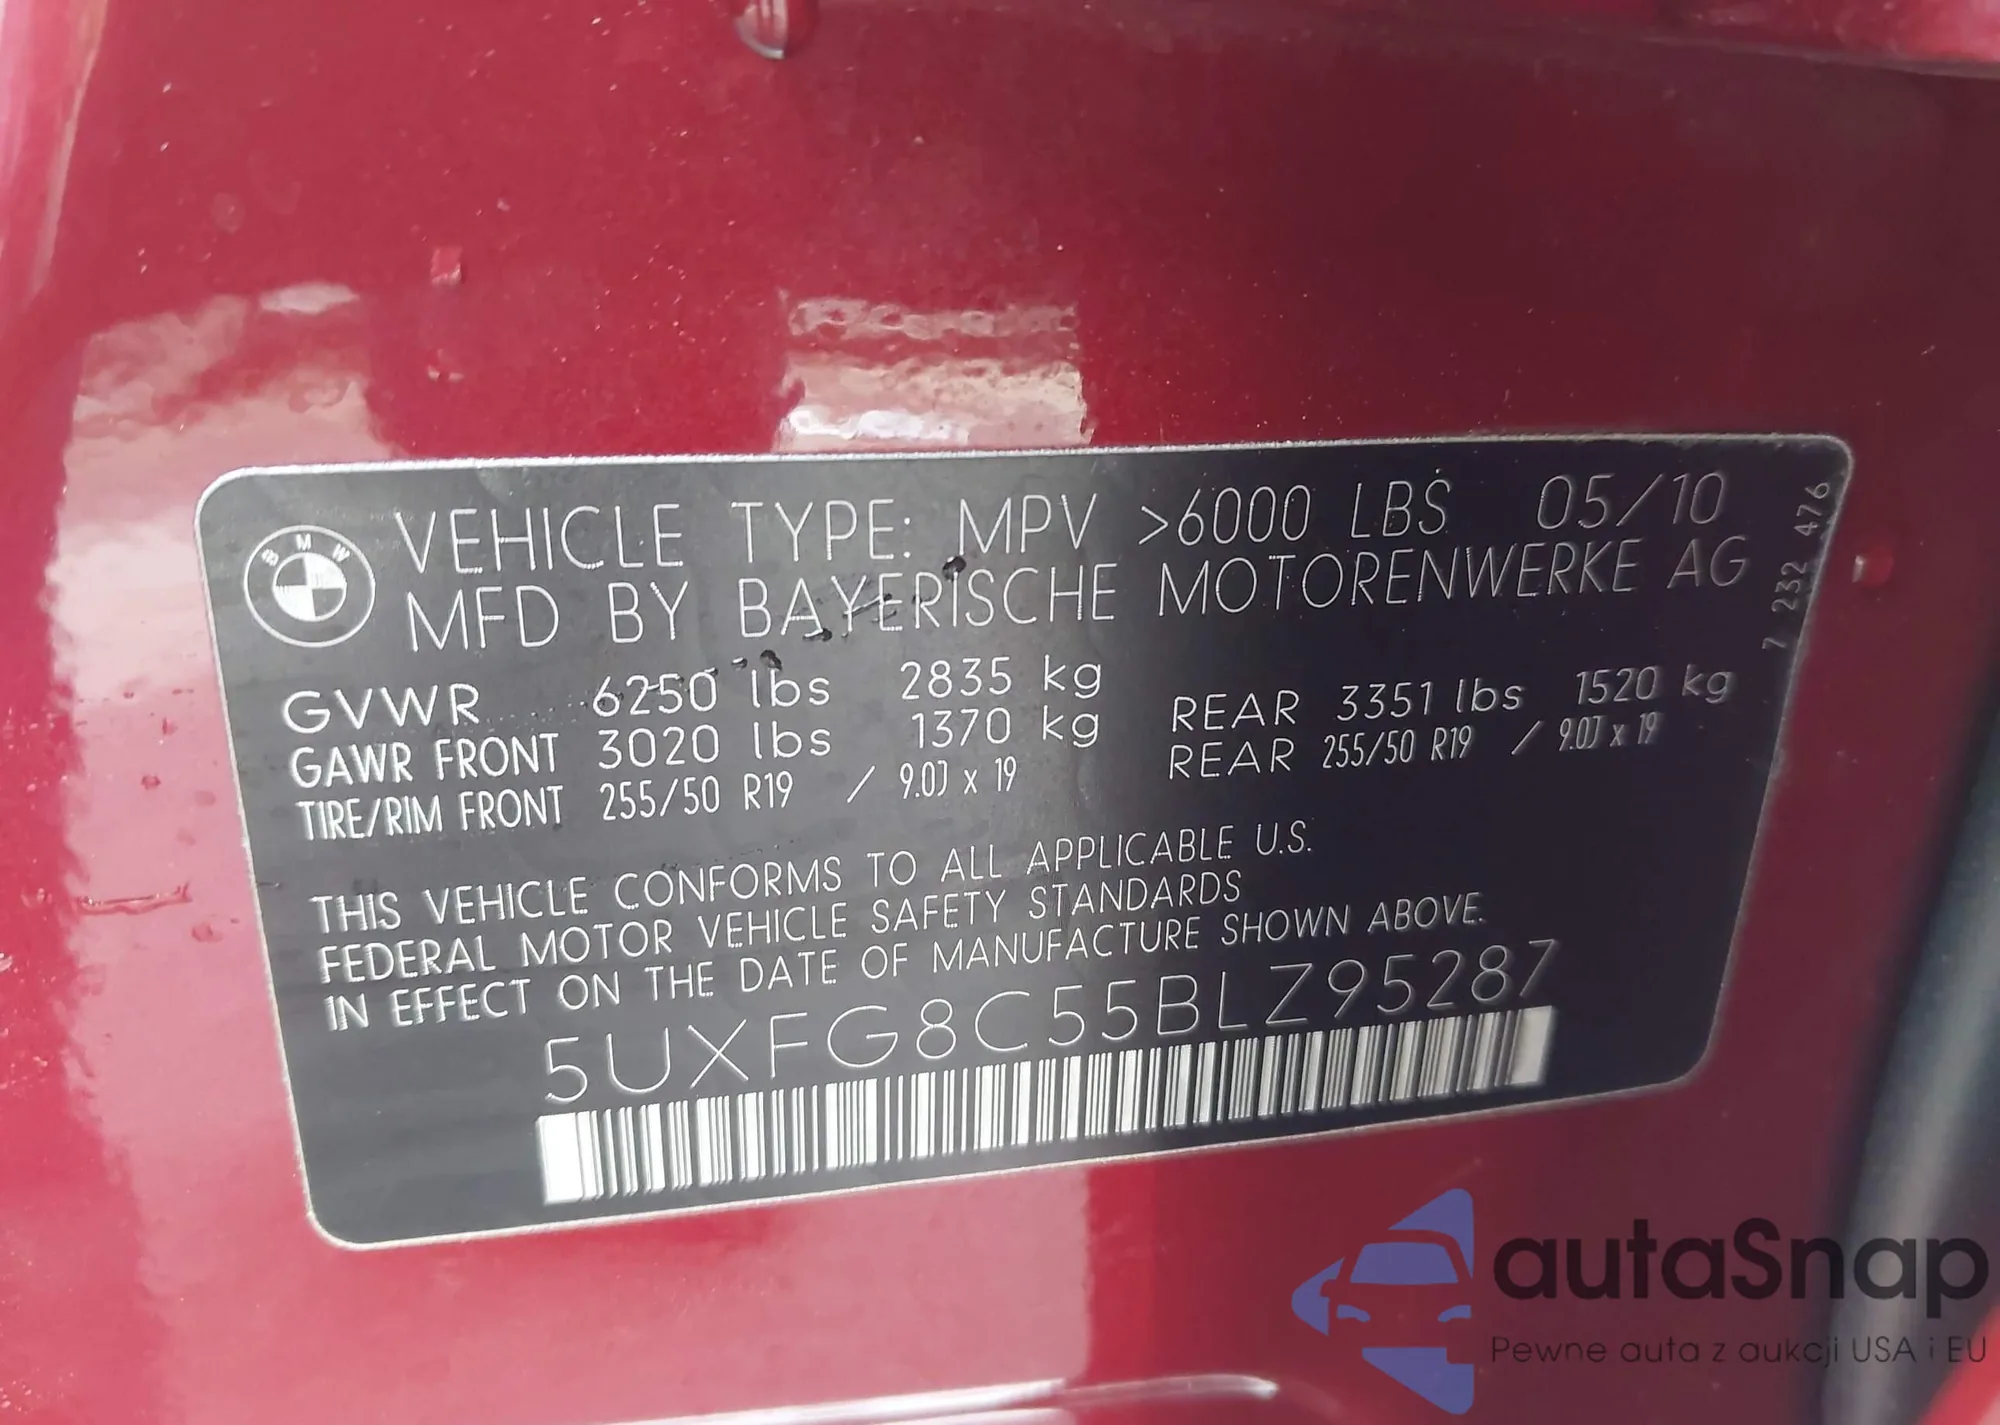 BMW
VEHICLE TYPE: MPV >6000 LBS 05/10
MFD BY BAYERISCHE MOTORENWERKE AG
7 232 476
GVWR 6250 lbs 2835 kg
GAWR FRONT 3020 lbs 1370 kg REAR 3351 lbs 1520 kg
TIRE/RIM FRONT 255/50 R19 / 9.0J x 19 REAR 255/50 R19 / 9.0J x 19
THIS VEHICLE CONFORMS TO ALL APPLICABLE U.S.
FEDERAL MOTOR VEHICLE SAFETY STANDARDS
IN EFFECT ON THE DATE OF MANUFACTURE SHOWN ABOVE.
5UXFG8C55BLZ95287
autaSnap
Pewne auta z aukcji USA i EU